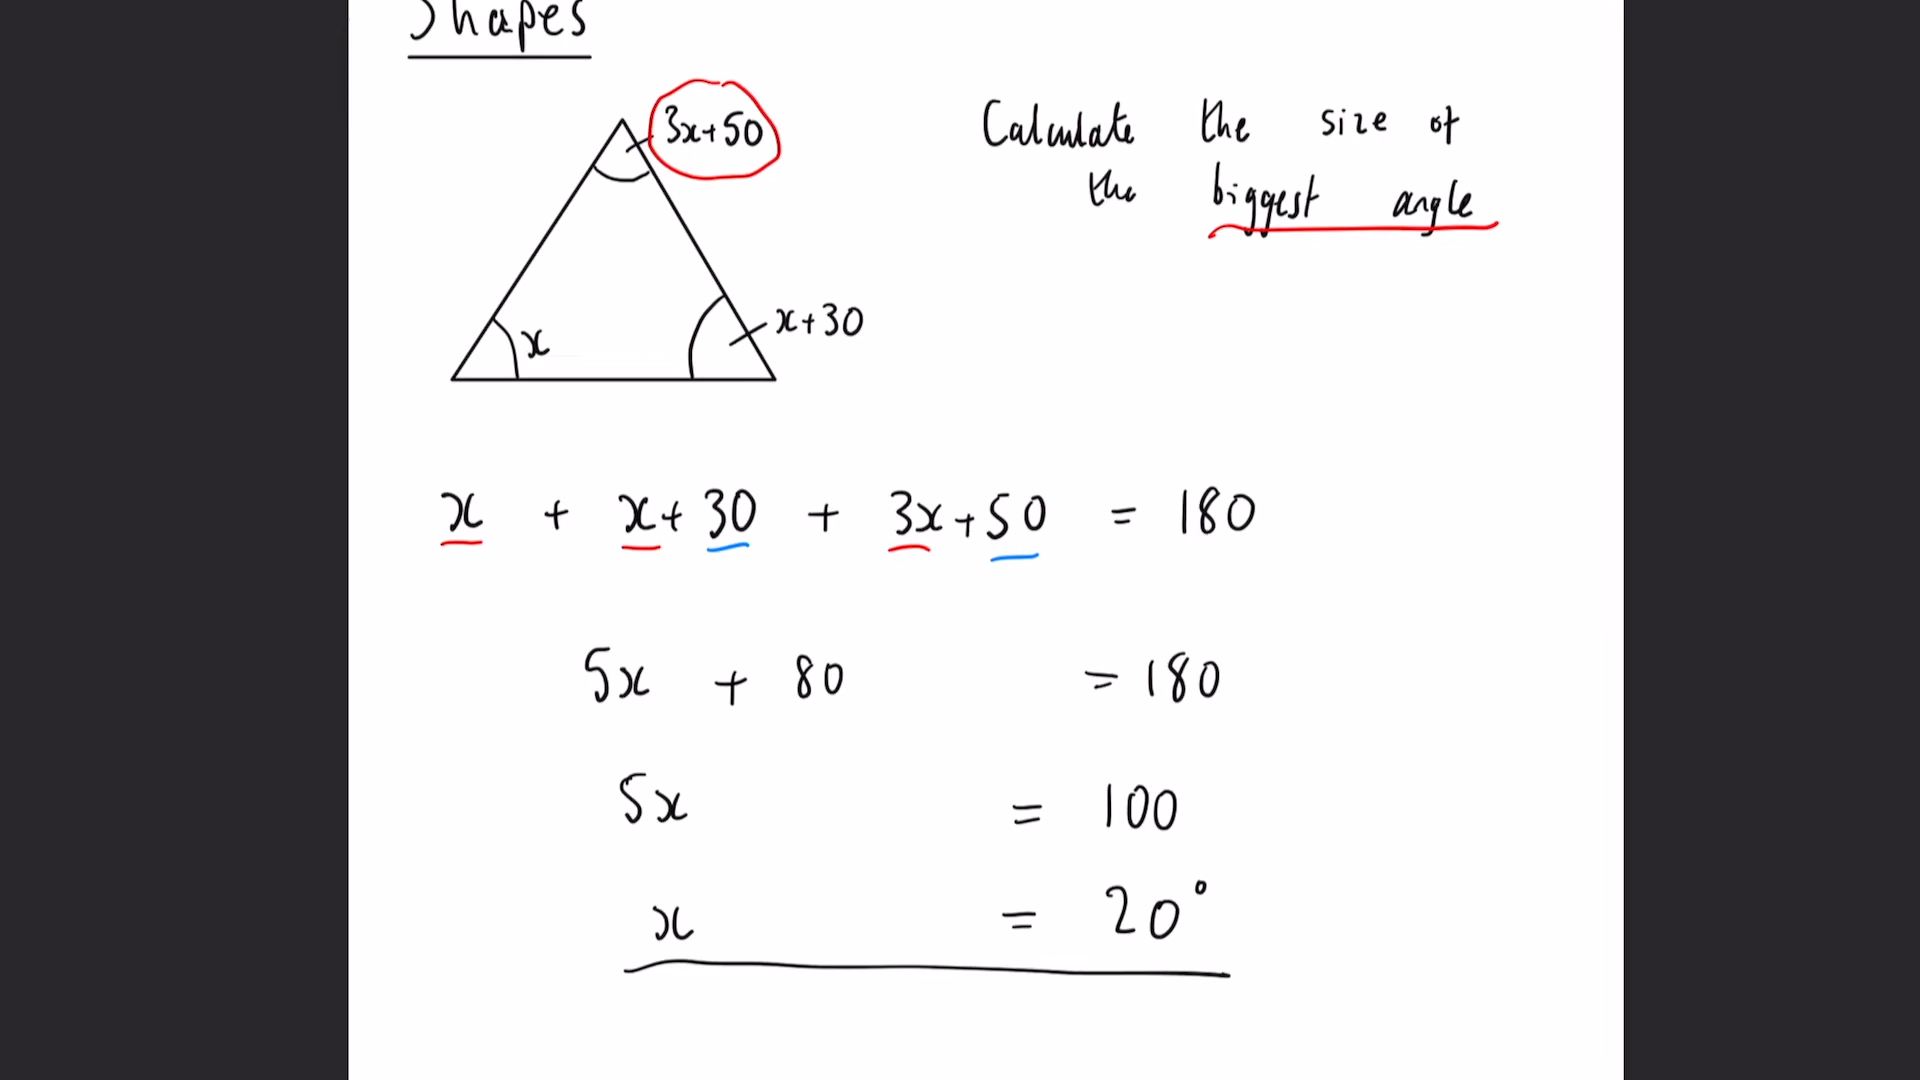 Shapes
3x+50
Calculate the size of
the biggest angle
x+30
x
x + x+30 + 3x+50 = 180
5x + 80 = 180
5x = 100
x = 20°